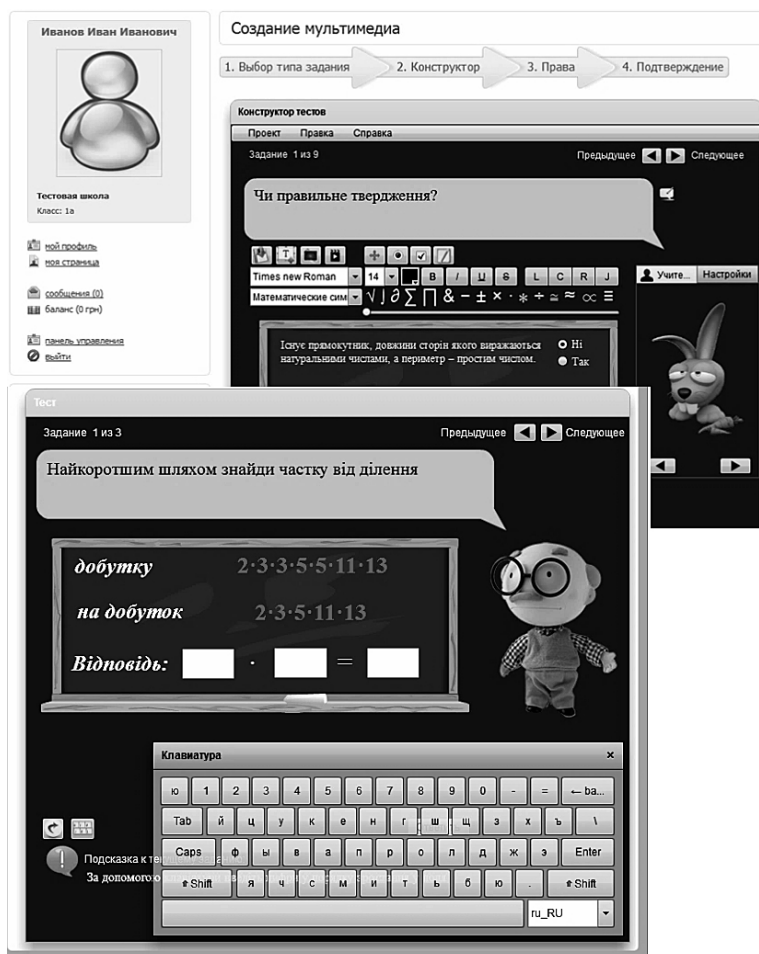 Иванов Иван Иванович
Тестовая школа
Класс: 1а
мой профиль
моя страница
сообщения (0)
баланс (0 грн)
панель управления
выйти
Создание мультимедиа
1. Выбор типа задания 2. Конструктор 3. Права 4. Подтверждение
Конструктор тестов
Проект Правка Справка
Задание 1 из 9 Предыдущее Следующее
Чи правильне твердження?
Times new Roman 14 B I U S L C R J
Математические сим √ ∫ ∂ ∑ ∏ & – ± × · * ÷ ≅ ≈ ∝ ≡
Існує прямокутник, довжини сторін якого виражаються
натуральними числами, а периметр – простим числом.
Ні
Так
Учите... Настройки
Тест
Задание 1 из 3 Предыдущее Следующее
Найкоротшим шляхом знайди частку від ділення
добутку 2·3·3·5·5·11·13
на добуток 2·3·5·11·13
Відповідь: · =
Клавиатура ×
ю 1 2 3 4 5 6 7 8 9 0 - = ← ba...
Tab й ц у к е н г ш щ з х ъ \
Caps ф ы в а п р о л д ж э Enter
Shift я ч с м и т ь б ю . Shift
ru_RU
Подсказка к
За допомогою